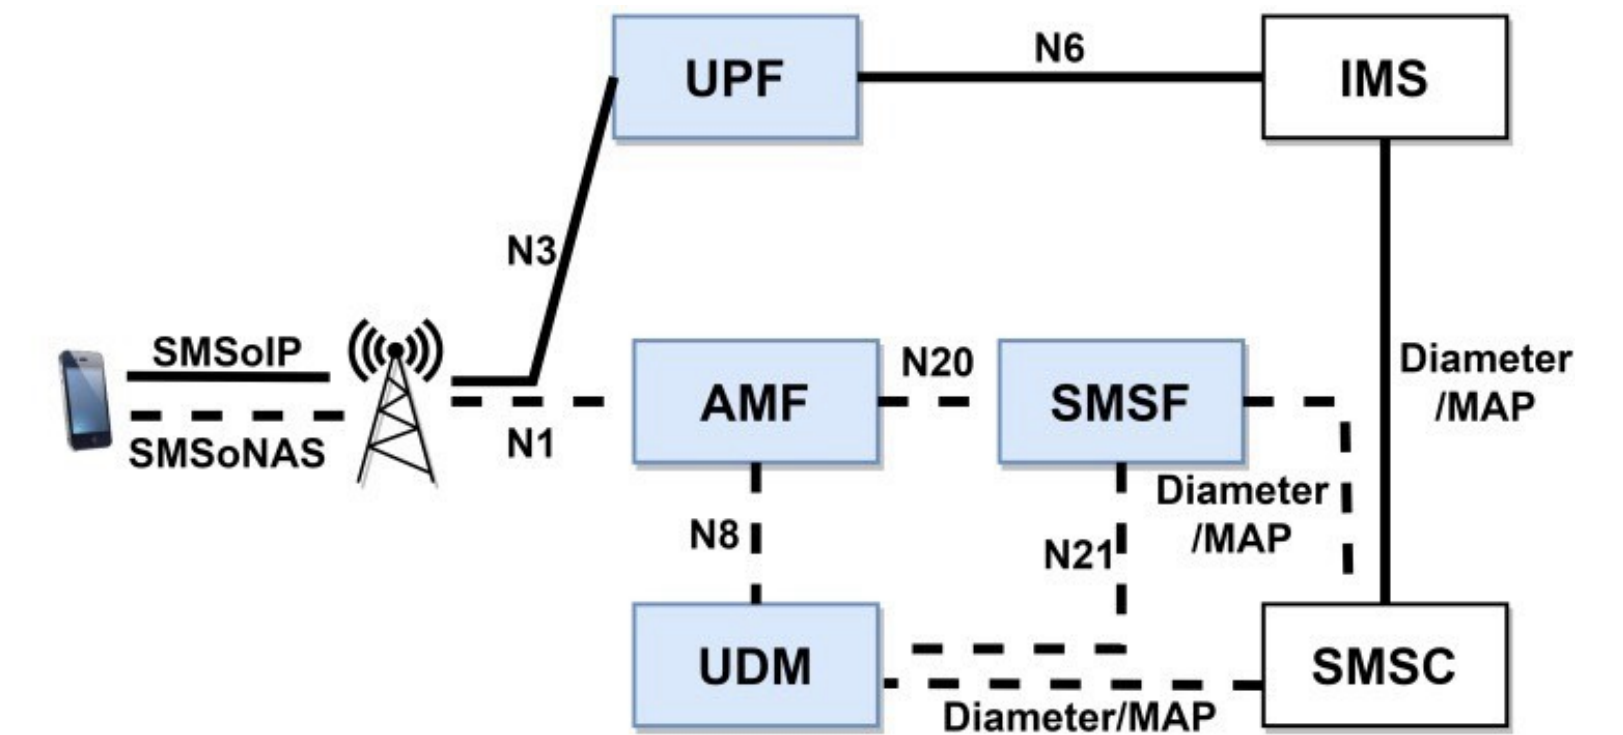 UPF
N6
IMS
N3
SMSoIP
SMSoNAS
N1
AMF
N20
SMSF
Diameter
/MAP
Diameter
/MAP
N8
N21
UDM
Diameter/MAP
SMSC